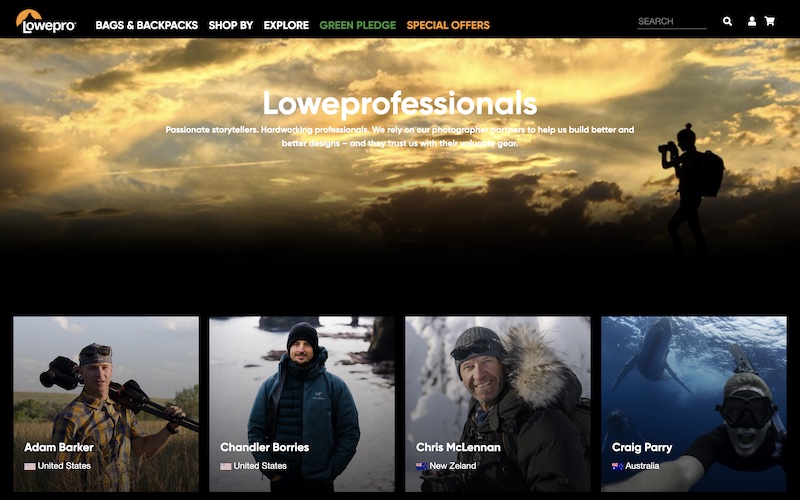 Lowepro
BAGS & BACKPACKS SHOP BY EXPLORE GREEN PLEDGE SPECIAL OFFERS SEARCH
Loweprofessionals
Passionate storytellers. Hardworking professionals. We rely on our photographer partners to help us build better and
better designs – and they trust us with their valuable gear.
Adam Barker
United States
Chandler Borries
United States
Chris McLennan
New Zeland
Craig Parry
Australia